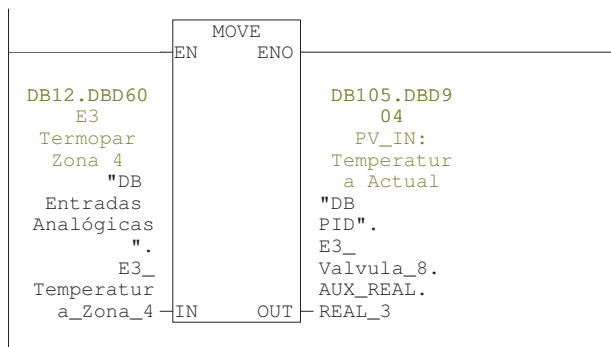 MOVE
EN ENO
DB12.DBD60
E3
Termopar
Zona 4
"DB
Entradas
Analógicas
".
E3_
Temperatur
a_Zona_4
IN
DB105.DBD9
04
PV_IN:
Temperatur
a Actual
"DB
PID".
E3_
Valvula_8.
AUX_REAL.
REAL_3
OUT